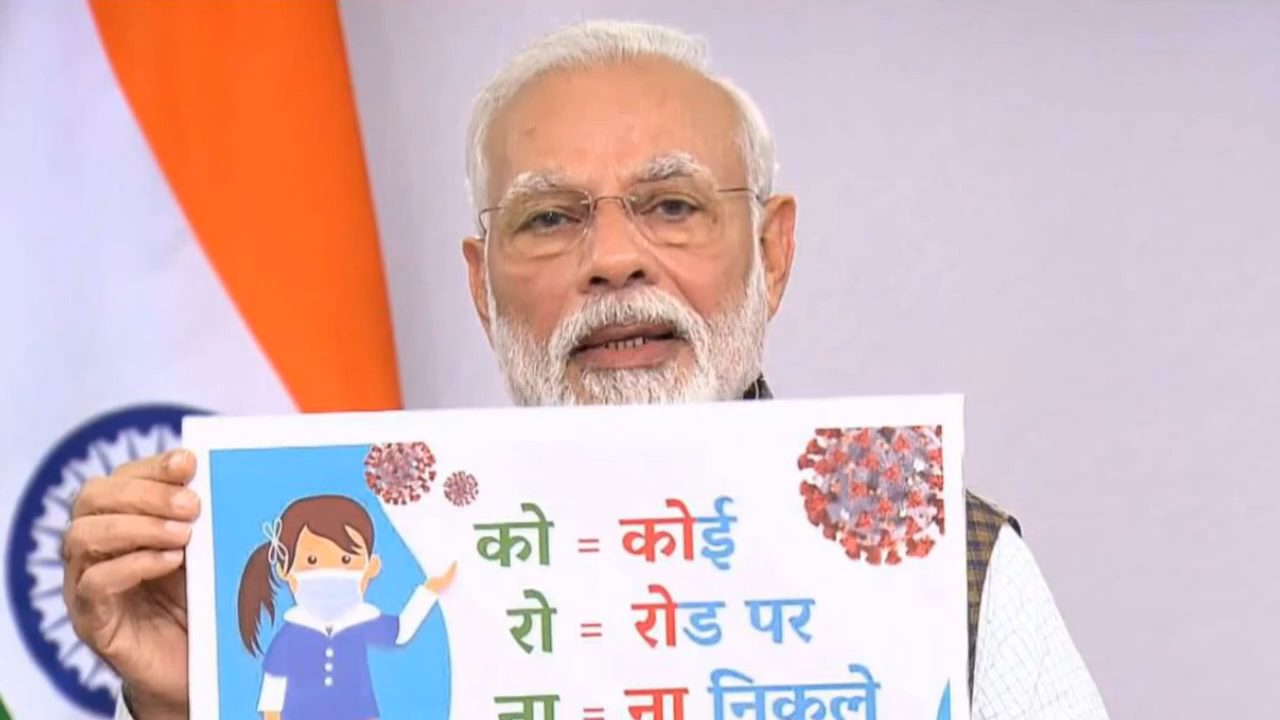 को = कोई
रो = रोड पर
ना = ना निकले